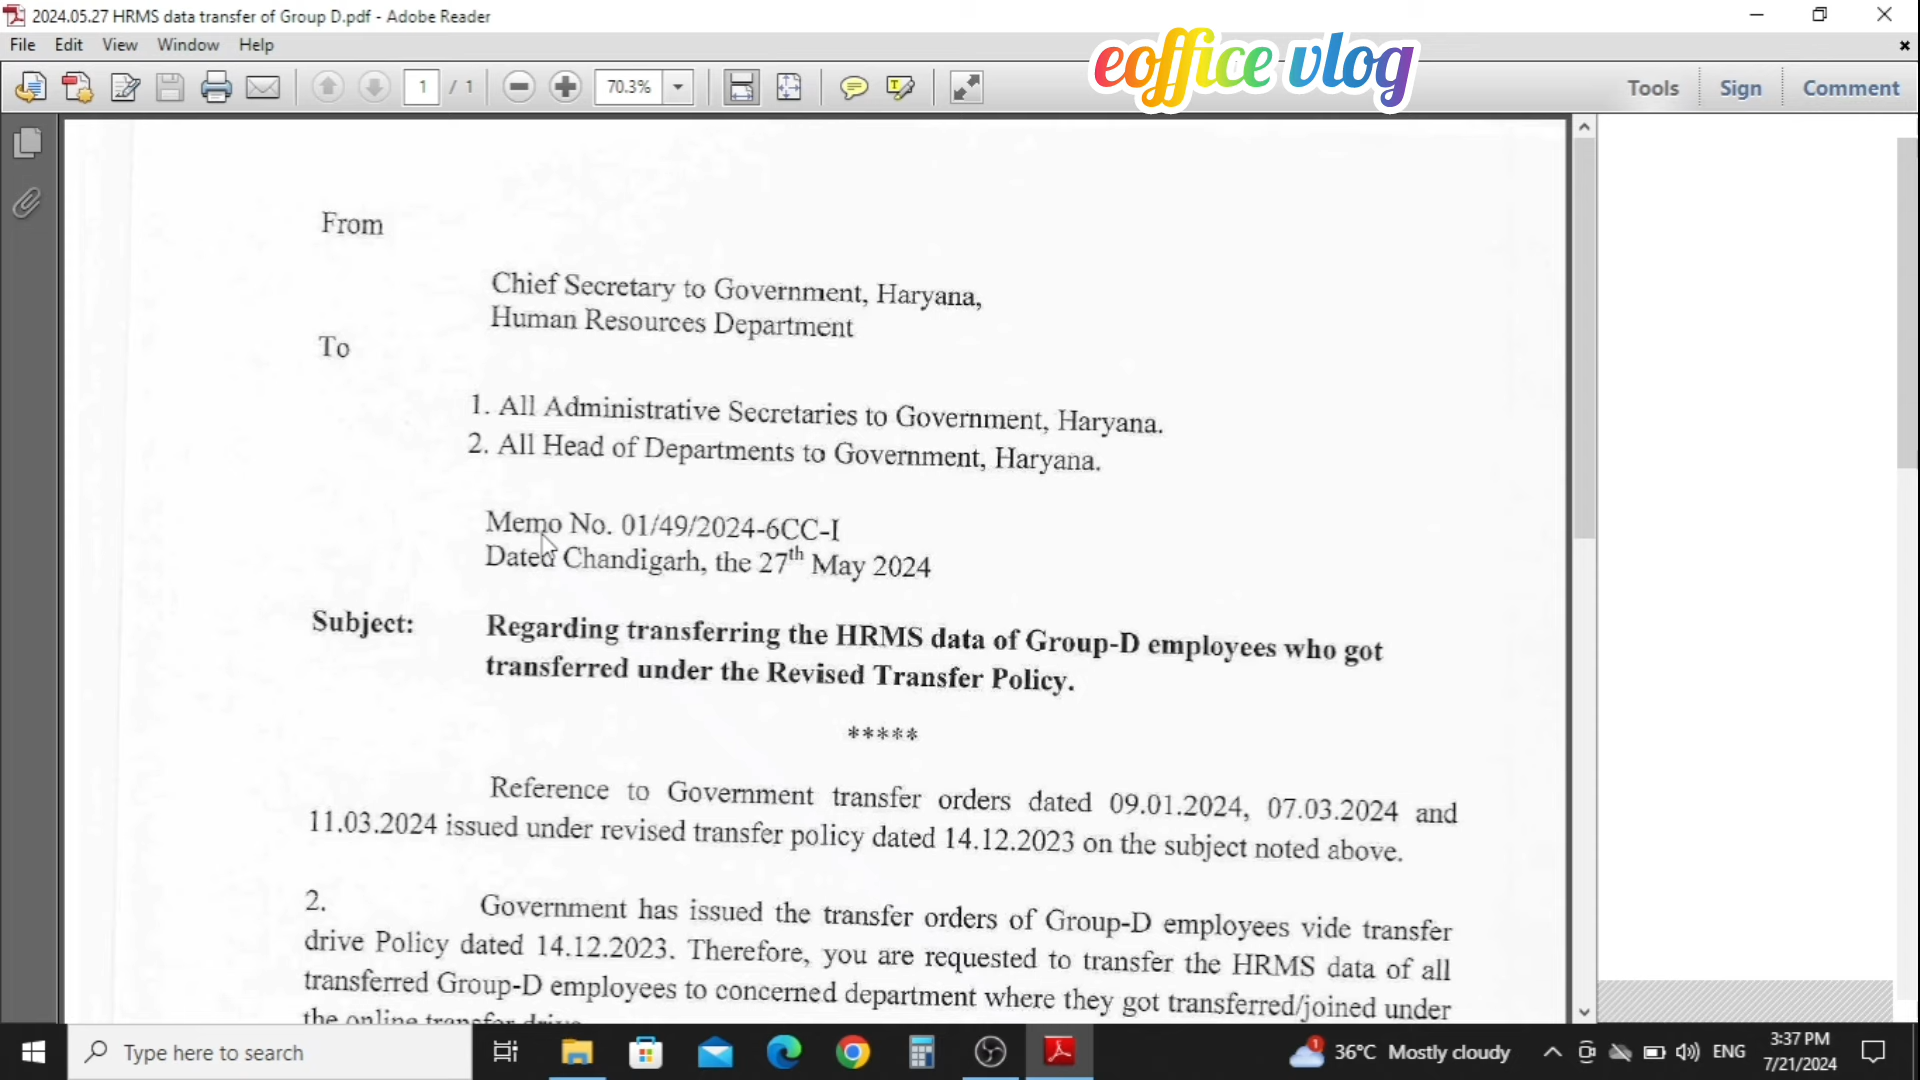 2024.05.27 HRMS data transfer of Group D.pdf - Adobe Reader
File Edit View Window Help
eoffice vlog
1 / 1 70.3% Tools Sign Comment
From
Chief Secretary to Government, Haryana,
Human Resources Department
To
1. All Administrative Secretaries to Government, Haryana.
2. All Head of Departments to Government, Haryana.
Memo No. 01/49/2024-6CC-I
Dated Chandigarh, the 27th May 2024
Subject: Regarding transferring the HRMS data of Group-D employees who got
transferred under the Revised Transfer Policy.
*****
Reference to Government transfer orders dated 09.01.2024, 07.03.2024 and
11.03.2024 issued under revised transfer policy dated 14.12.2023 on the subject noted above.
2. Government has issued the transfer orders of Group-D employees vide transfer
drive Policy dated 14.12.2023. Therefore, you are requested to transfer the HRMS data of all
transferred Group-D employees to concerned department where they got transferred/joined under
the online transfer drive
Type here to search
1 36°C Mostly cloudy ENG 3:37 PM
7/21/2024